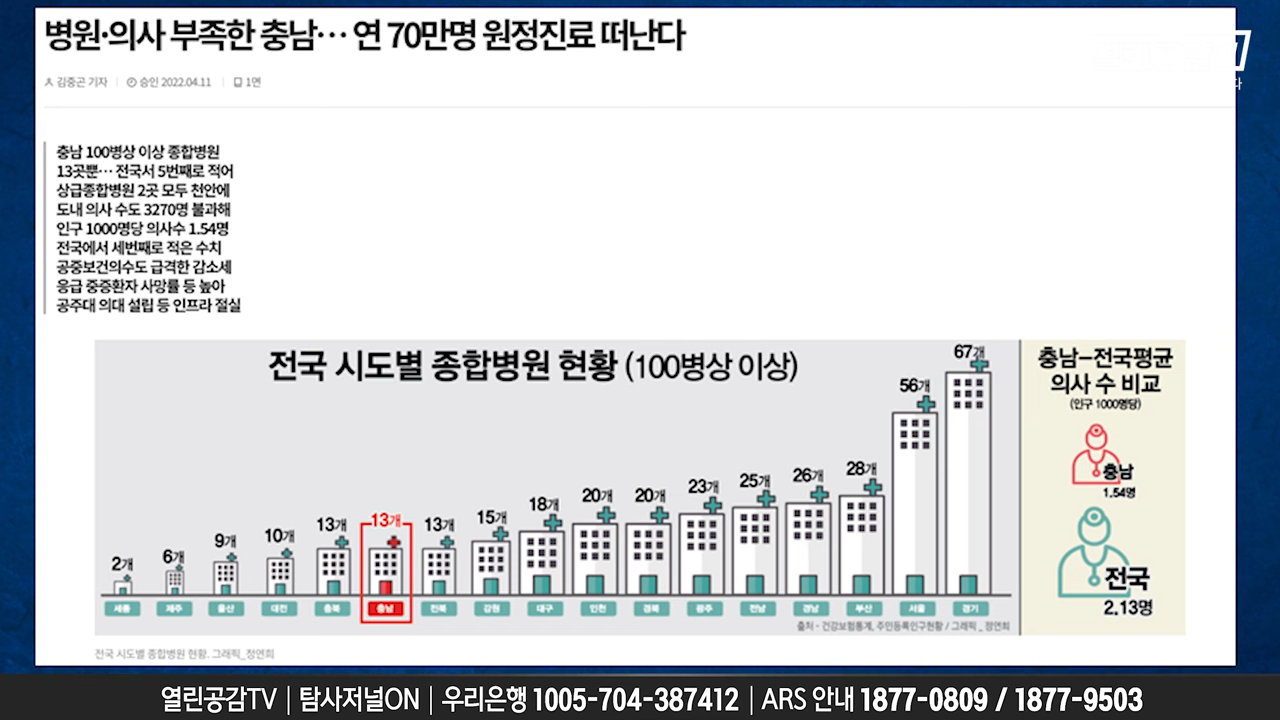 병원·의사 부족한 충남… 연 70만명 원정진료 떠난다
김중곤 기자 | 승인 2022.04.11 | 1면
다
충남 100병상 이상 종합병원
13곳뿐… 전국서 5번째로 적어
상급종합병원 2곳 모두 천안에
도내 의사 수도 3270명 불과해
인구 1000명당 의사수 1.54명
전국에서 세번째로 적은 수치
공중보건의수도 급격한 감소세
응급 중증환자 사망률 등 높아
공주대 의대 설립 등 인프라 절실
전국 시도별 종합병원 현황 (100병상 이상)
2개 6개 9개 10개 13개 13개 13개 15개 18개 20개 20개 23개 25개 26개 28개 56개 67개
세종 제주 울산 대전 충북 충남 전북 강원 대구 인천 경북 광주 전남 경남 부산 서울 경기
출처 - 건강보험통계, 주민등록인구현황 / 그래픽 _ 정연희
충남-전국평균
의사 수 비교
(인구 1000명당)
충남
1.54명
전국
2.13명
전국 시도별 종합병원 현황. 그래픽_정연희
열린공감TV | 탐사저널ON | 우리은행 1005-704-387412 | ARS 안내 1877-0809 / 1877-9503